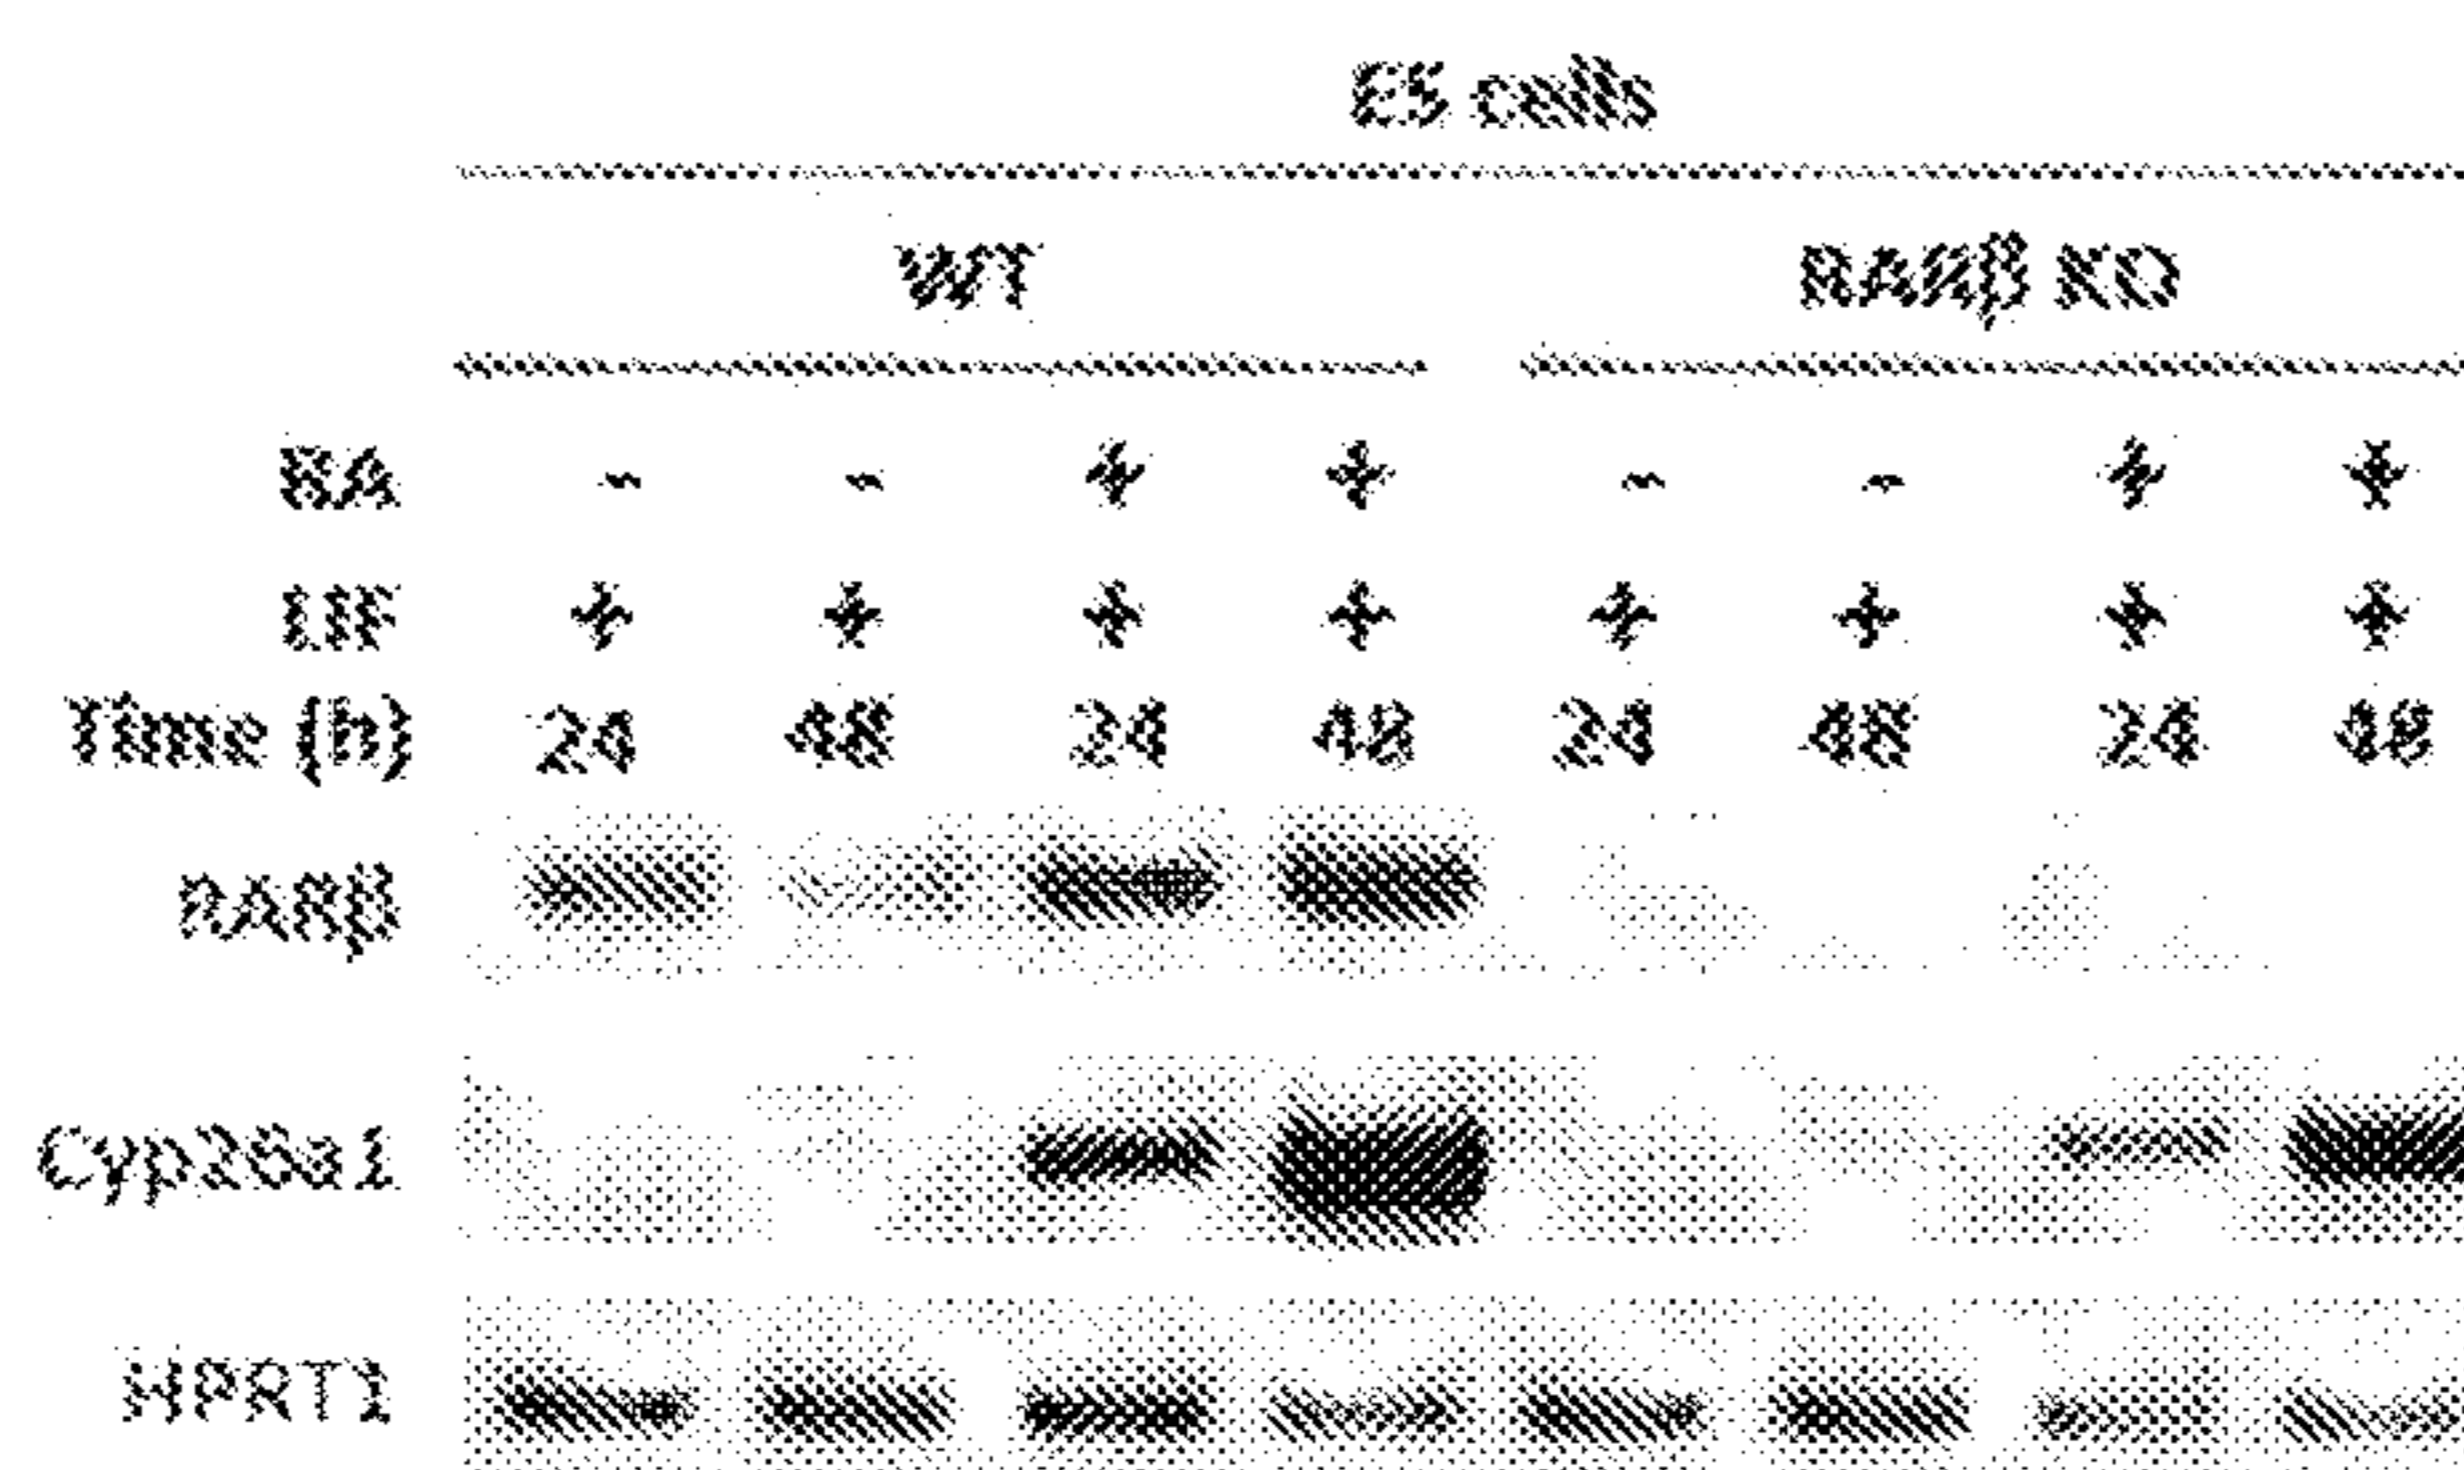 ES cells
WT RARβ KO
RA - - + + - - + +
LIF + + + + + + + +
Time (h) 24 48 24 48 24 48 24 48
RARβ
Cyp26a1
HPRT1